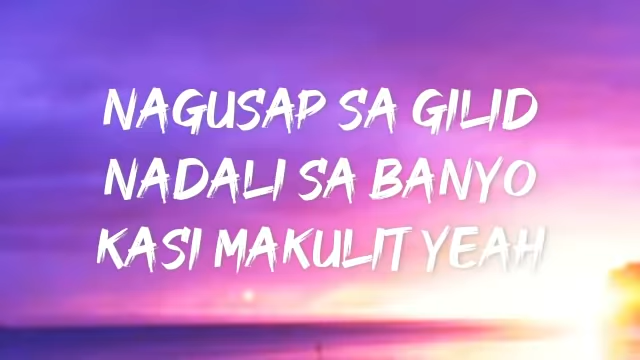 NAGUSAP SA GILID
NADALI SA BANYO
KASI MAKULIT YEAH